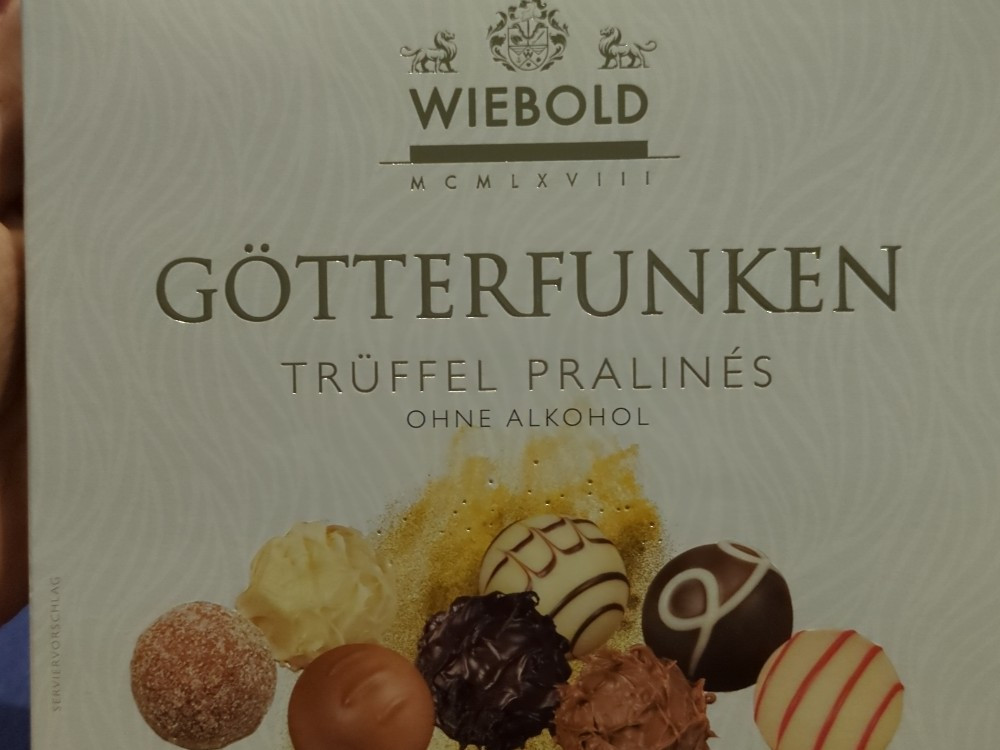 WIEBOLD
MCMLXVIII
GÖTTERFUNKEN
TRÜFFEL PRALINÉS
OHNE ALKOHOL
SERVIERVORSCHLAG